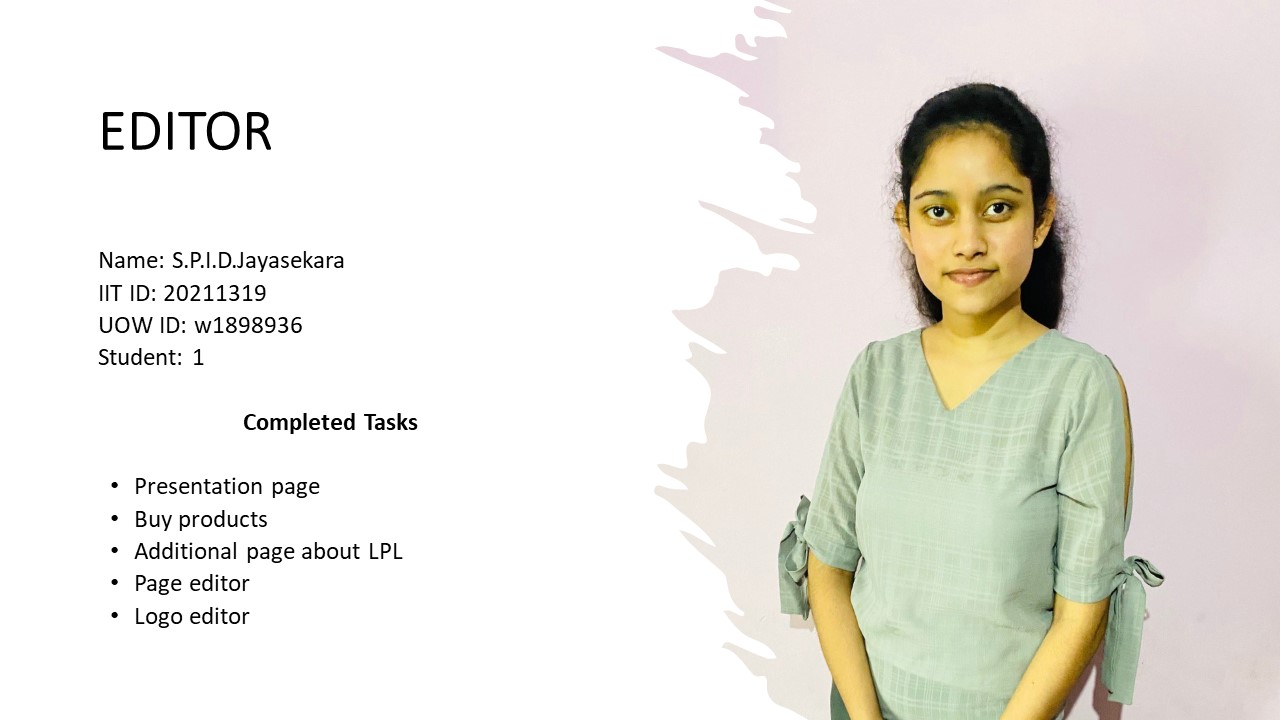 EDITOR
Name: S.P.I.D.Jayasekara
IIT ID: 20211319
UOW ID: w1898936
Student: 1
Completed Tasks
• Presentation page
• Buy products
• Additional page about LPL
• Page editor
• Logo editor